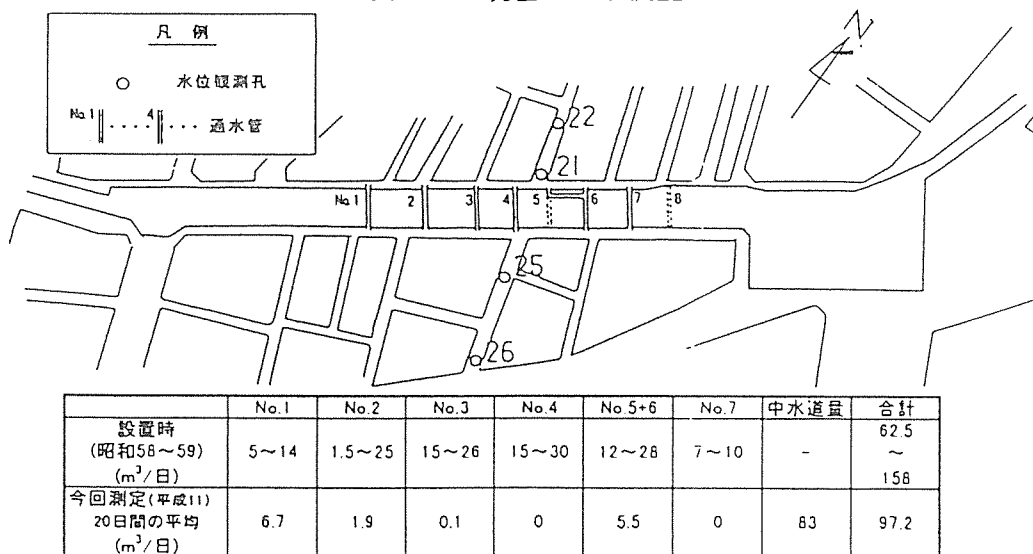 凡 例
水位観測孔
No.1 4 通水管
N
22
21
No.1 2 3 4 5 6 7 8
25
26
No.1 No.2 No.3 No.4 No.5+6 No.7 中水道量 合計
設置時
(昭和58~59)
(m³/日)
5~14 1.5~25 15~26 15~30 12~28 7~10 -
62.5
~
158
今回測定(平成11)
20日間の平均
(m³/日)
6.7 1.9 0.1 0 5.5 0 83 97.2